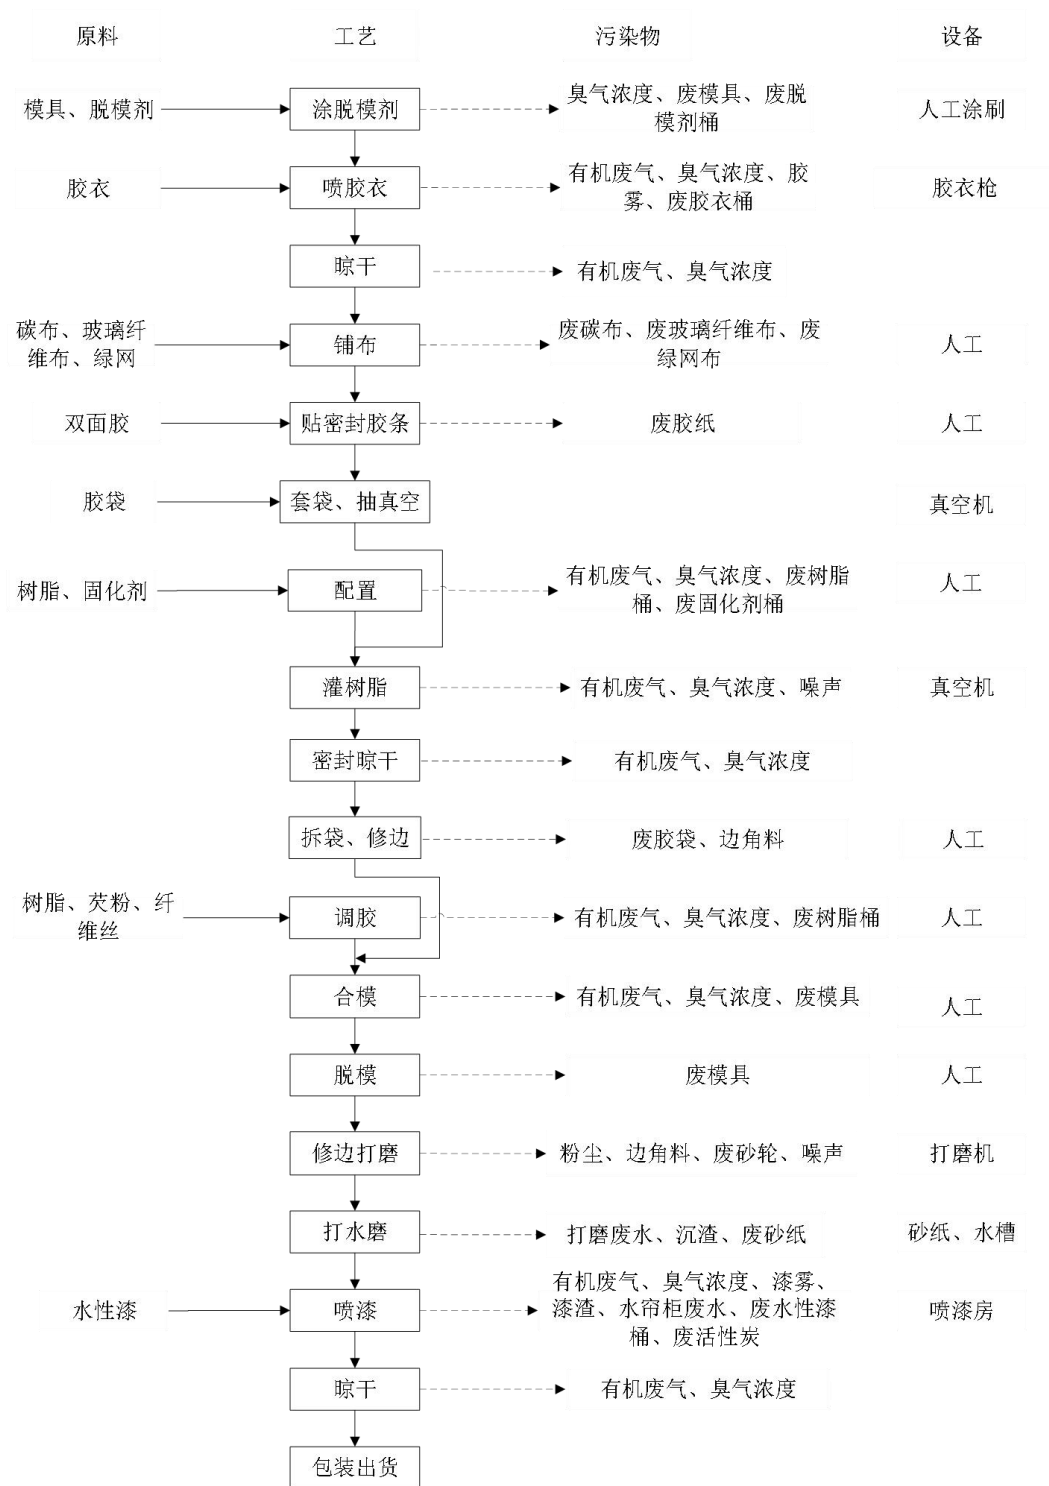 原料 工艺 污染物 设备
模具、脱模剂 涂脱模剂 臭气浓度、废模具、废脱
模剂桶 人工涂刷
胶衣 喷胶衣 有机废气、臭气浓度、胶
雾、废胶衣桶 胶衣枪
晾干 有机废气、臭气浓度
碳布、玻璃纤
维布、绿网 铺布 废碳布、废玻璃纤维布、废
绿网布 人工
双面胶 贴密封胶条 废胶纸 人工
胶袋 套袋、抽真空 真空机
树脂、固化剂 配置 有机废气、臭气浓度、废树脂
桶、废固化剂桶 人工
灌树脂 有机废气、臭气浓度、噪声 真空机
密封晾干 有机废气、臭气浓度
拆袋、修边 废胶袋、边角料 人工
树脂、芡粉、纤
维丝 调胶 有机废气、臭气浓度、废树脂桶 人工
合模 有机废气、臭气浓度、废模具 人工
脱模 废模具 人工
修边打磨 粉尘、边角料、废砂轮、噪声 打磨机
打水磨 打磨废水、沉渣、废砂纸 砂纸、水槽
水性漆 喷漆 有机废气、臭气浓度、漆雾、
漆渣、水帘柜废水、废水性漆
桶、废活性炭 喷漆房
晾干 有机废气、臭气浓度
包装出货